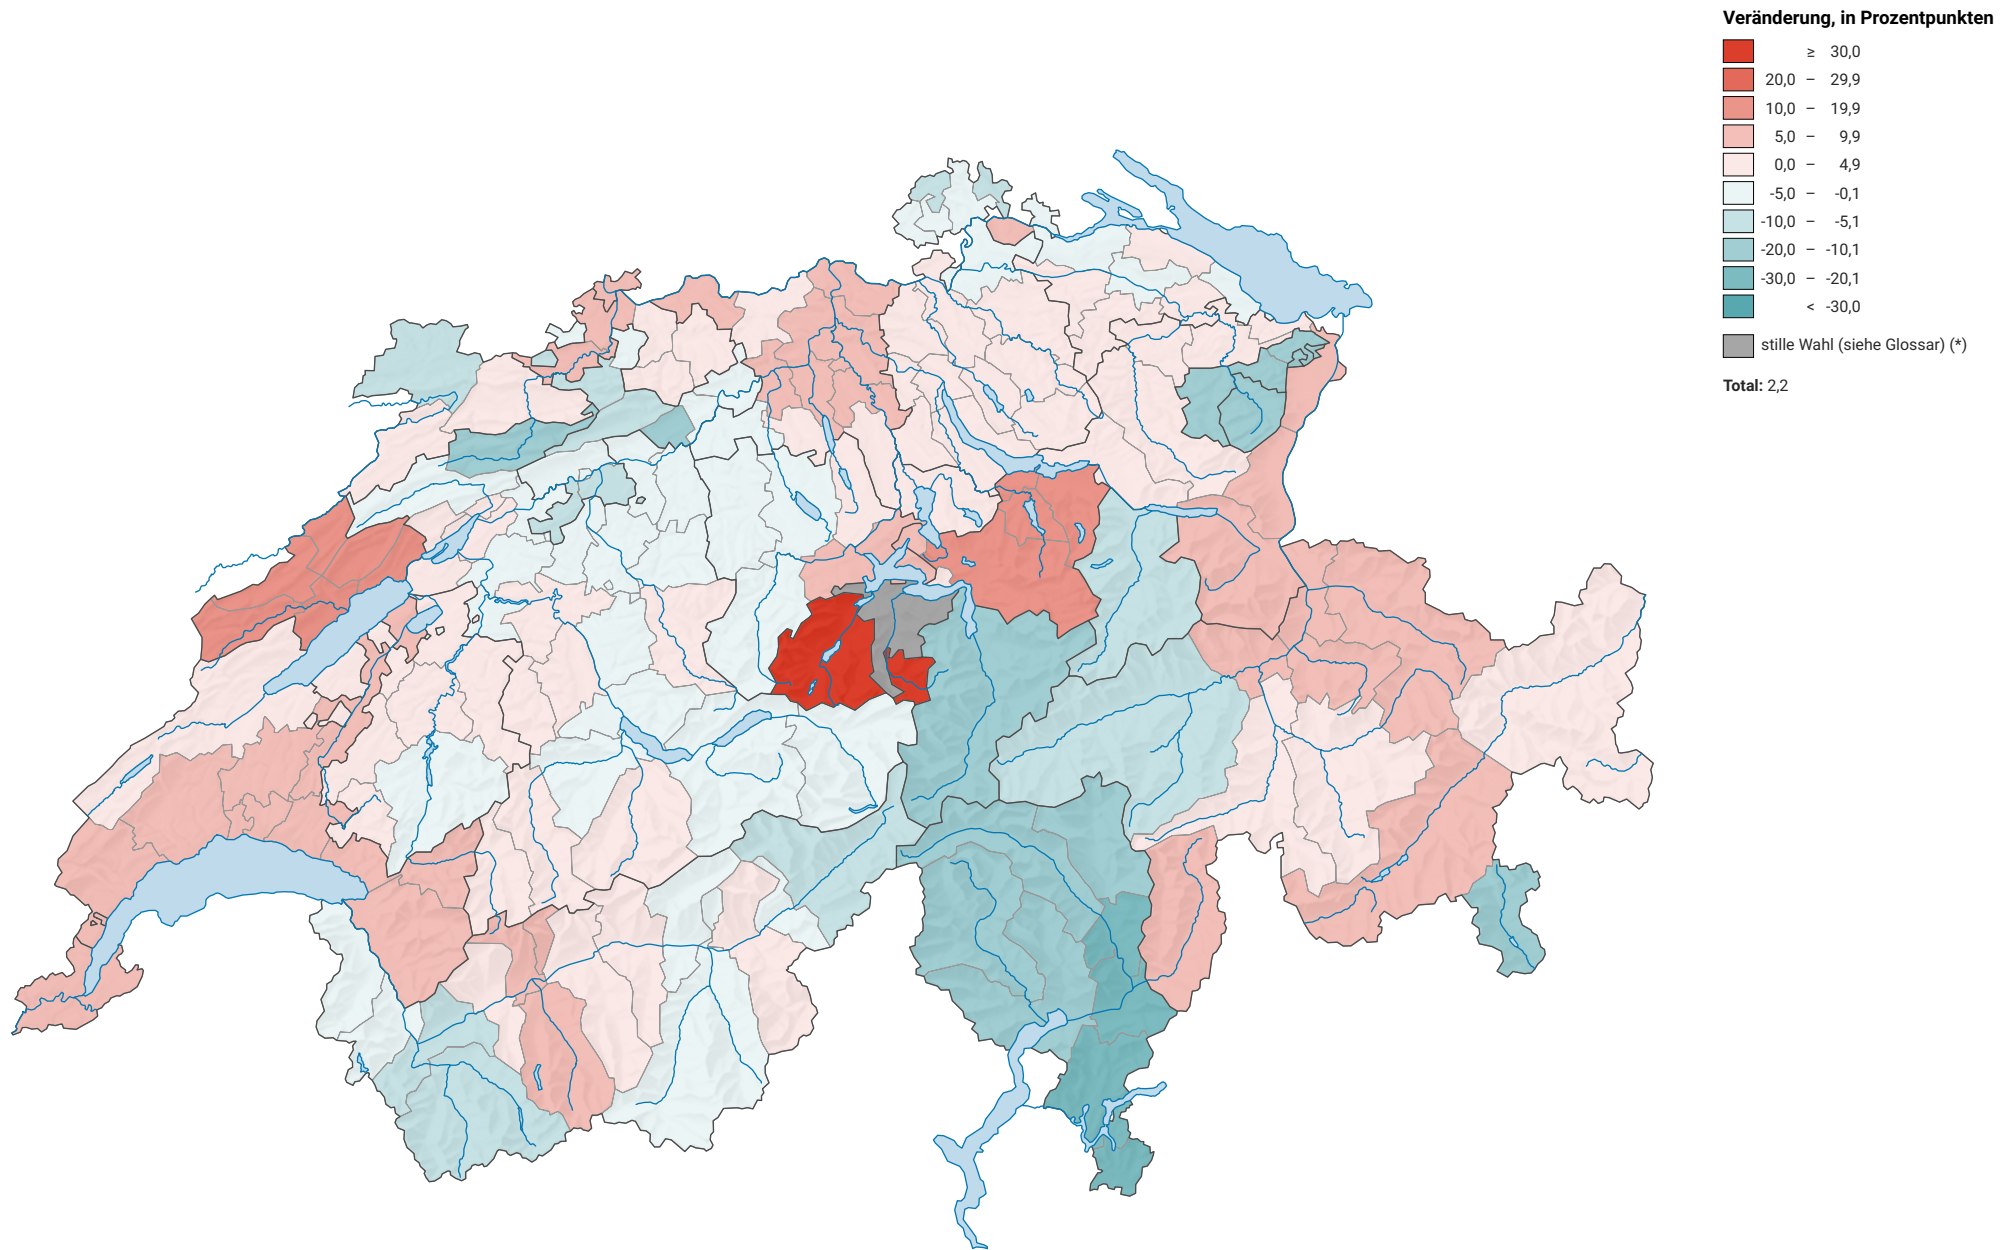 Veränderung, in Prozentpunkten
≥ 30,0
20,0 – 29,9
10,0 – 19,9
5,0 – 9,9
0,0 – 4,9
-5,0 – -0,1
-10,0 – -5,1
-20,0 – -10,1
-30,0 – -20,1
< -30,0
stille Wahl (siehe Glossar) (*)
Total: 2,2